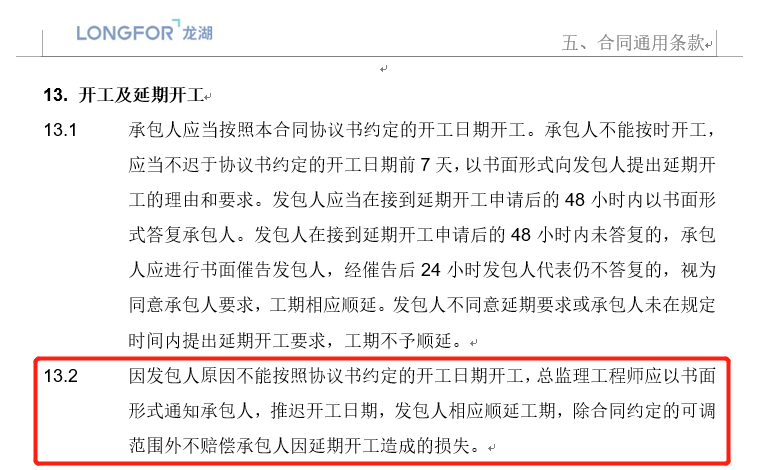 LONGFOR 龙湖
五、合同通用条款
13. 开工及延期开工
13.1 承包人应当按照本合同协议书约定的开工日期开工。承包人不能按时开工，
应当不迟于协议书约定的开工日期前 7 天，以书面形式向发包人提出延期开
工的理由和要求。发包人应当在接到延期开工申请后的 48 小时内以书面形
式答复承包人。发包人在接到延期开工申请后的 48 小时内未答复的，承包
人应进行书面催告发包人，经催告后 24 小时发包人代表仍不答复的，视为
同意承包人要求，工期相应顺延。发包人不同意延期要求或承包人未在规定
时间内提出延期开工要求，工期不予顺延。
13.2 因发包人原因不能按照协议书约定的开工日期开工，总监理工程师应以书面
形式通知承包人，推迟开工日期，发包人相应顺延工期，除合同约定的可调
范围外不赔偿承包人因延期开工造成的损失。